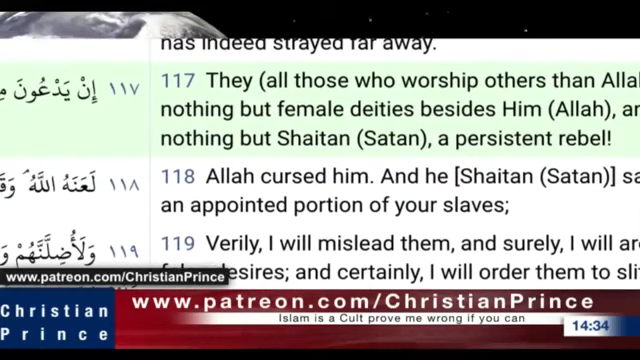 has indeed strayed far away.
117 They (all those who worship others than Alla
nothing but female deities besides Him (Allah), a
nothing but Shaitan (Satan), a persistent rebel!
١١٧ إِنْ يَدْعُونَ
118 Allah cursed him. And he [Shaitan (Satan)] sa
an appointed portion of your slaves;
١١٨ لَعَنَهُ اللَّهُ ۘ وَقَ
119 Verily, I will mislead them, and surely, I will ar
desires; and certainly, I will order them to slit
١١٩ وَلَأُضِلَّنَّهُمْ
www.patreon.com/ChristianPrince
Christian
Prince
www.patreon.com/ChristianPrince
Islam is a Cult prove me wrong if you can
14:34